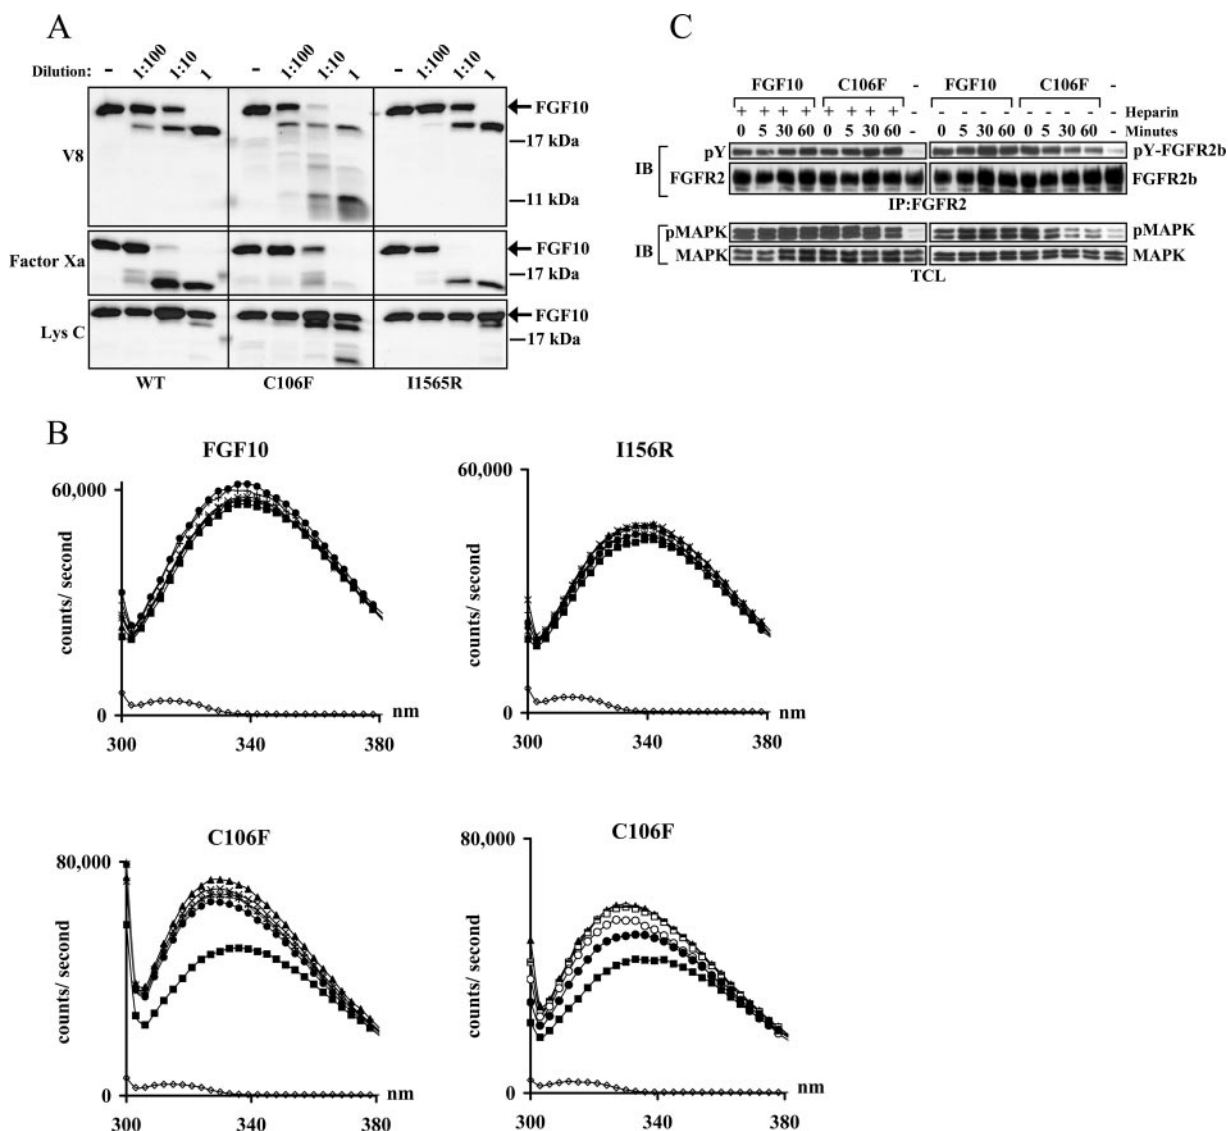 A
Dilution: - 1:100 1:10 1 - 1:100 1:10 1 - 1:100 1:10 1
V8
FGF10
17 kDa
11 kDa
Factor Xa
FGF10
17 kDa
Lys C
FGF10
17 kDa
WT C106F I1565R
C
FGF10 C106F - FGF10 C106F -
Heparin
+ + + + + + + + - - - - - - - - - -
Minutes
0 5 30 60 0 5 30 60 - 0 5 30 60 0 5 30 60 -
IB
pY
pY-FGFR2b
FGFR2
FGFR2b
IP:FGFR2
IB
pMAPK
pMAPK
MAPK
MAPK
TCL
B
FGF10
60,000
counts/ second
0
nm
300 340 380
I156R
60,000
counts/ second
0
nm
300 340 380
C106F
80,000
counts/ second
0
nm
300 340 380
C106F
80,000
counts/ second
0
nm
300 340 380